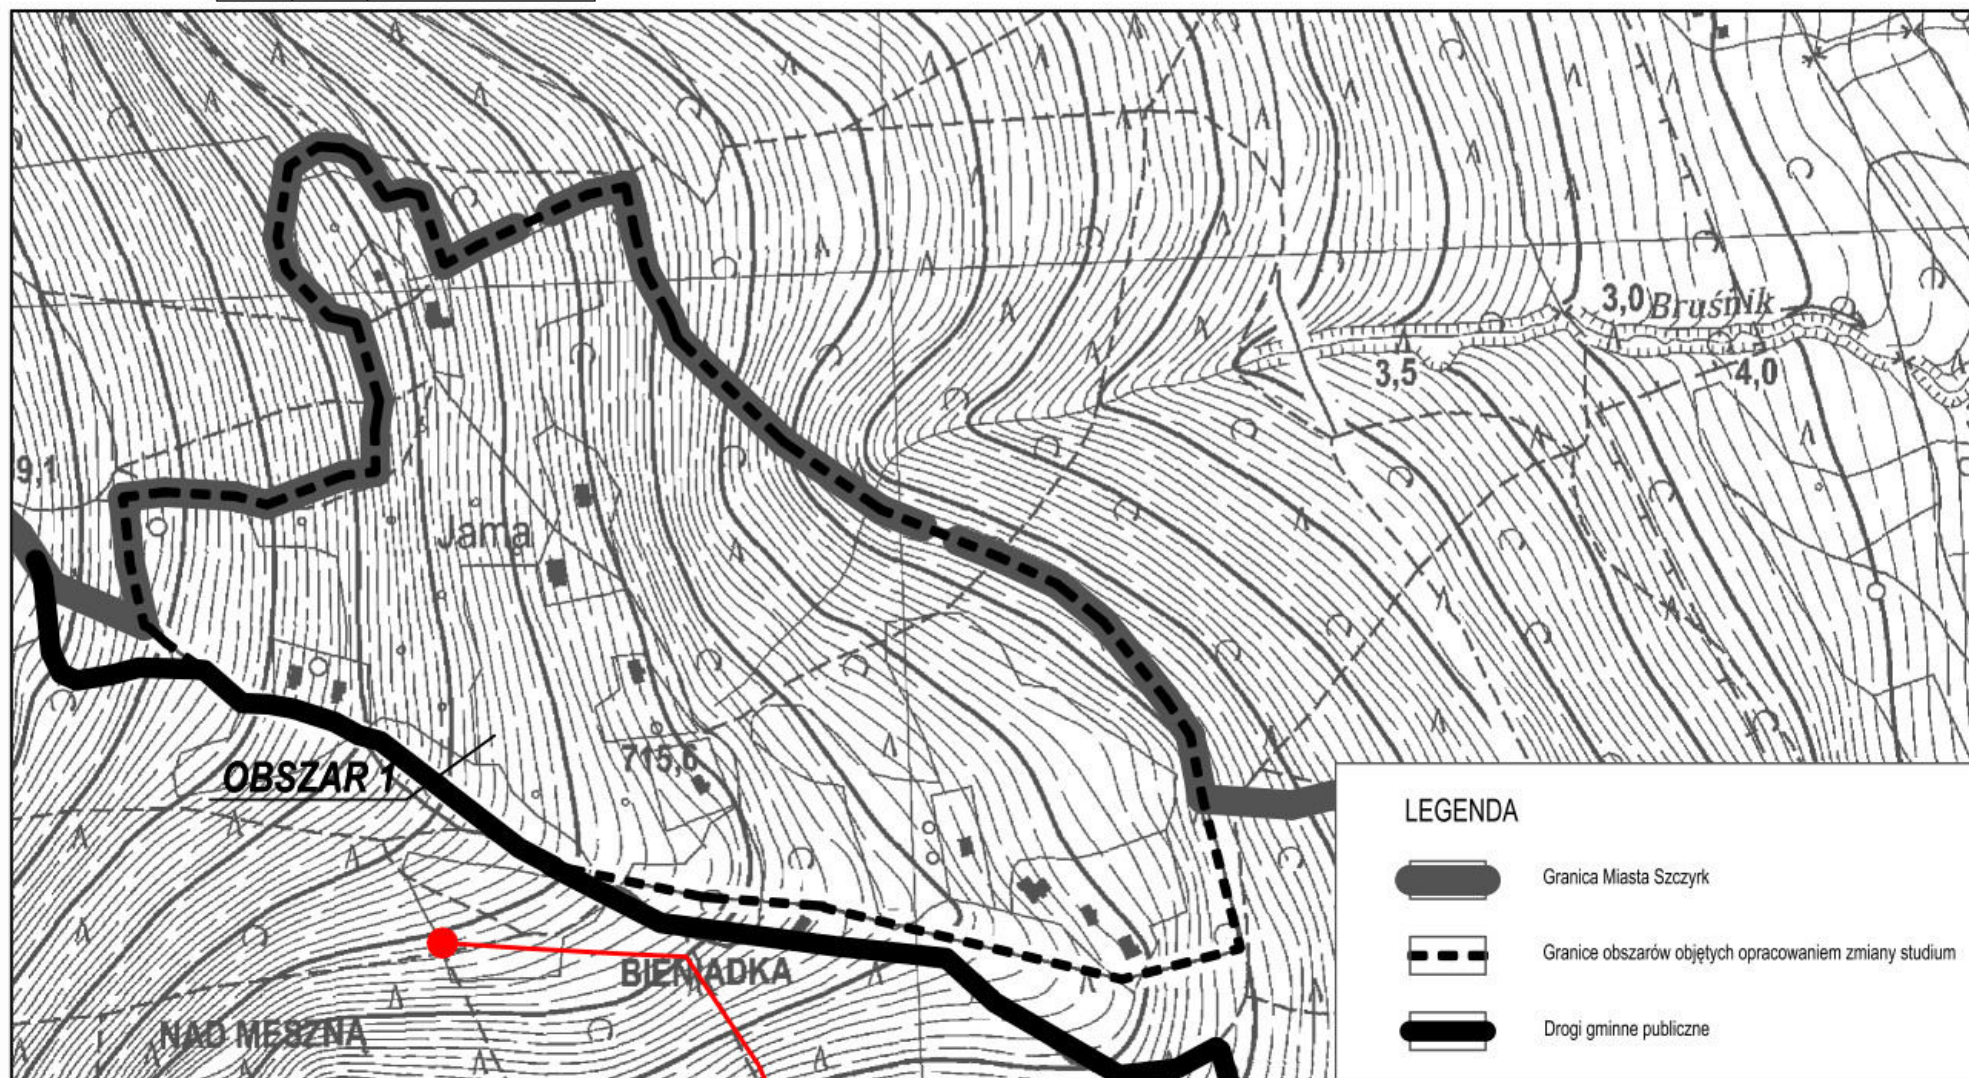 3,0
Bruśnik
3,5
4,0
9,1
Jama
715,6
OBSZAR 1
BIENIADKA
NAD MESZNĄ
LEGENDA
Granica Miasta Szczyrk
Granice obszarów objętych opracowaniem zmiany studium
Drogi gminne publiczne